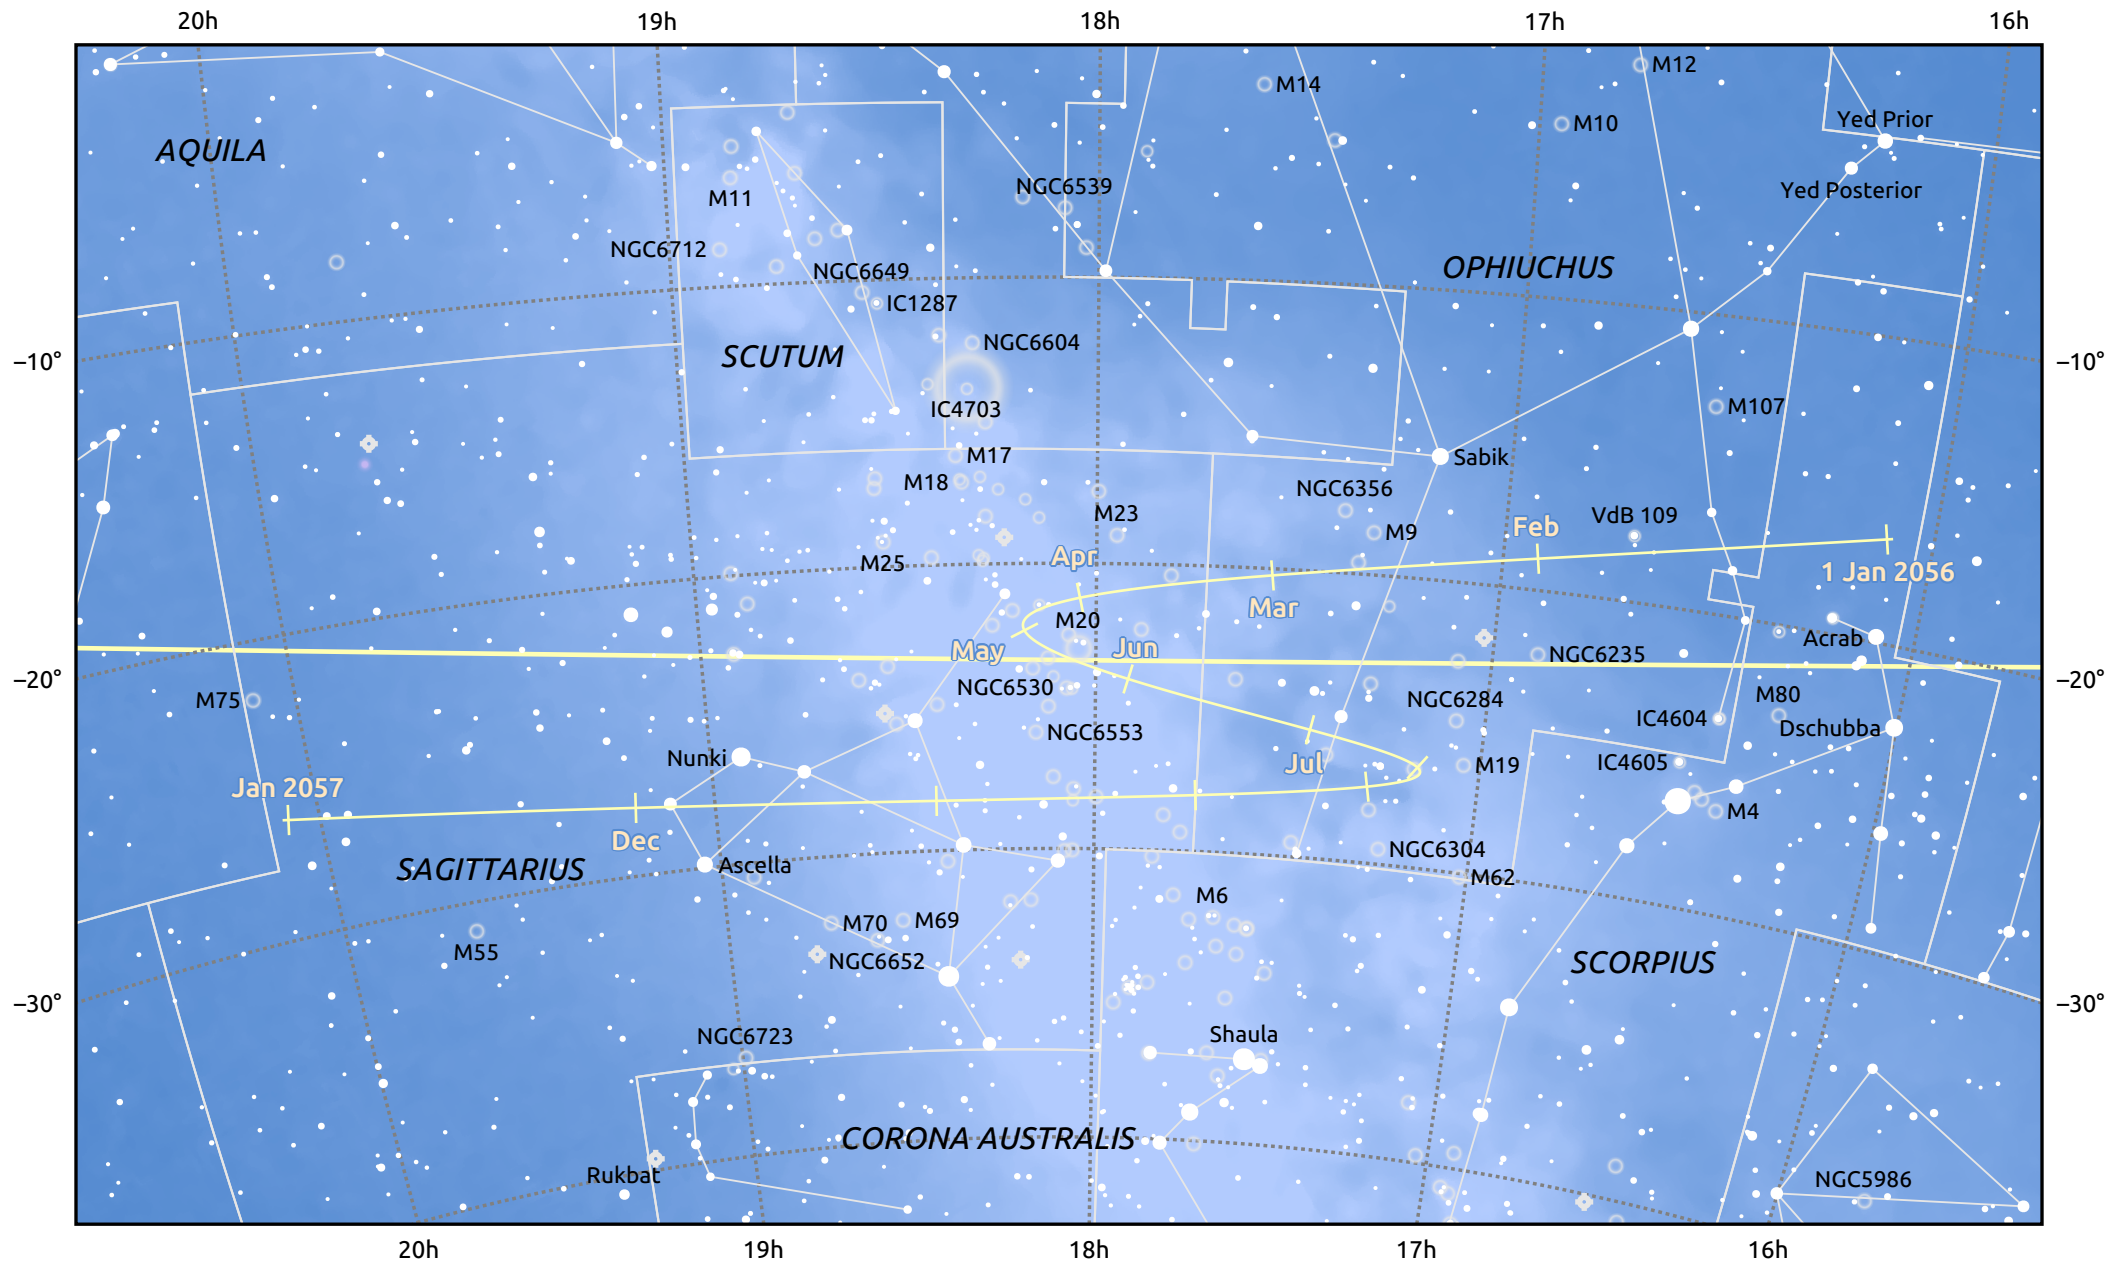 20h
19h
18h
17h
16h
M12
M14
M10
Yed Prior
AQUILA
NGC6539
Yed Posterior
M11
NGC6712
NGC6649
OPHIUCHUS
IC1287
NGC6604
SCUTUM
−10°
−10°
IC4703
M107
M17
Sabik
M18
NGC6356
M23
VdB 109
Feb
M9
Apr
M25
1 Jan 2056
Mar
M20
Acrab
May
Jun
NGC6235
−20°
−20°
M75
NGC6530
NGC6284
M80
IC4604
Dschubba
NGC6553
Nunki
Jul
M19
IC4605
Jan 2057
M4
Dec
NGC6304
SAGITTARIUS
Ascella
M62
M6
M70
M69
M55
NGC6652
SCORPIUS
−30°
−30°
NGC6723
Shaula
CORONA AUSTRALIS
Rukbat
NGC5986
20h
19h
18h
17h
16h